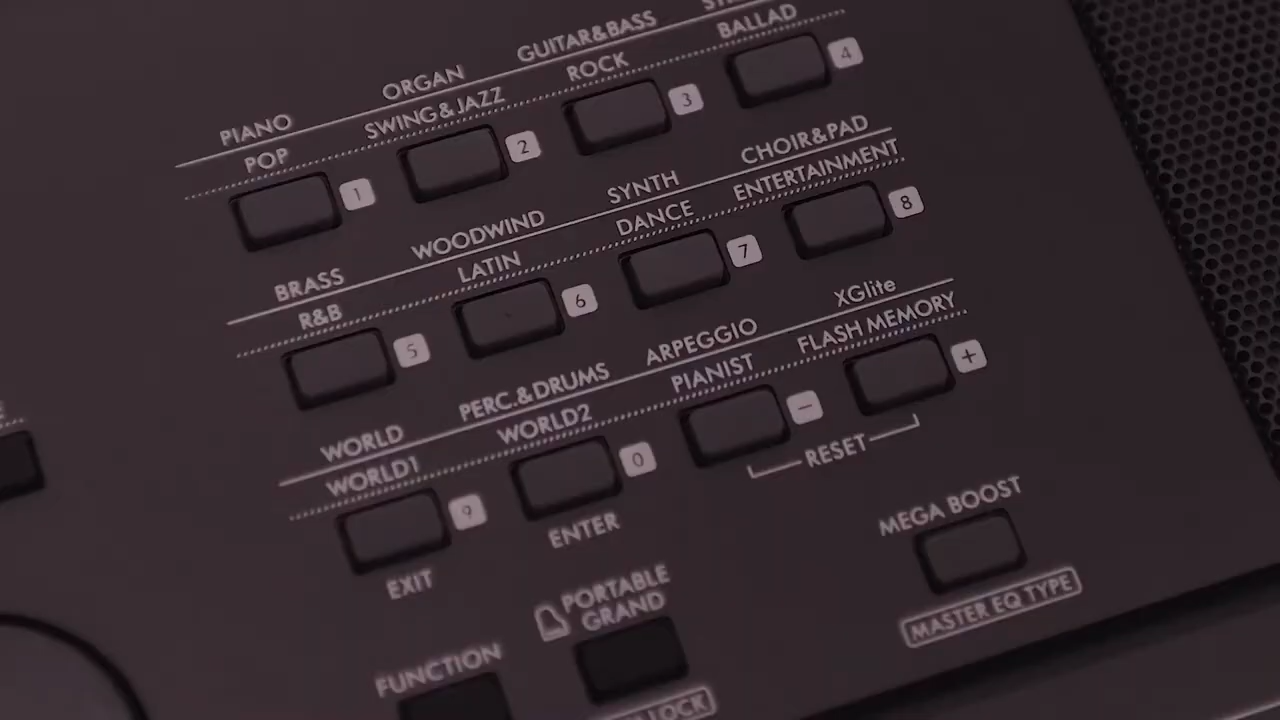 PIANO ORGAN GUITAR&BASS
POP SWING&JAZZ ROCK BALLAD
1 2 3 4
BRASS WOODWIND SYNTH CHOIR&PAD
R&B LATIN DANCE ENTERTAINMENT
5 6 7 8
WORLD PERC.&DRUMS ARPEGGIO XGlite
WORLD1 WORLD2 PIANIST FLASH MEMORY
9 0 − +
EXIT ENTER RESET
MEGA BOOST
MASTER EQ TYPE
PORTABLE
GRAND
FUNCTION
LOCK